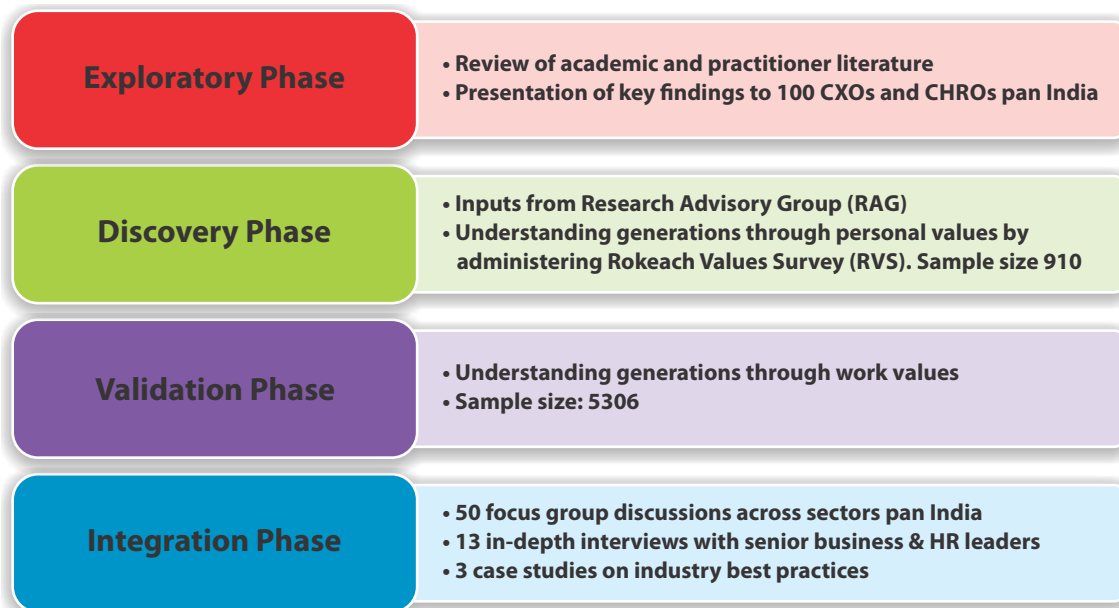 Exploratory Phase
• Review of academic and practitioner literature
• Presentation of key findings to 100 CXOs and CHROs pan India
Discovery Phase
• Inputs from Research Advisory Group (RAG)
• Understanding generations through personal values by
administering Rokeach Values Survey (RVS). Sample size 910
Validation Phase
• Understanding generations through work values
• Sample size: 5306
Integration Phase
• 50 focus group discussions across sectors pan India
• 13 in-depth interviews with senior business & HR leaders
• 3 case studies on industry best practices